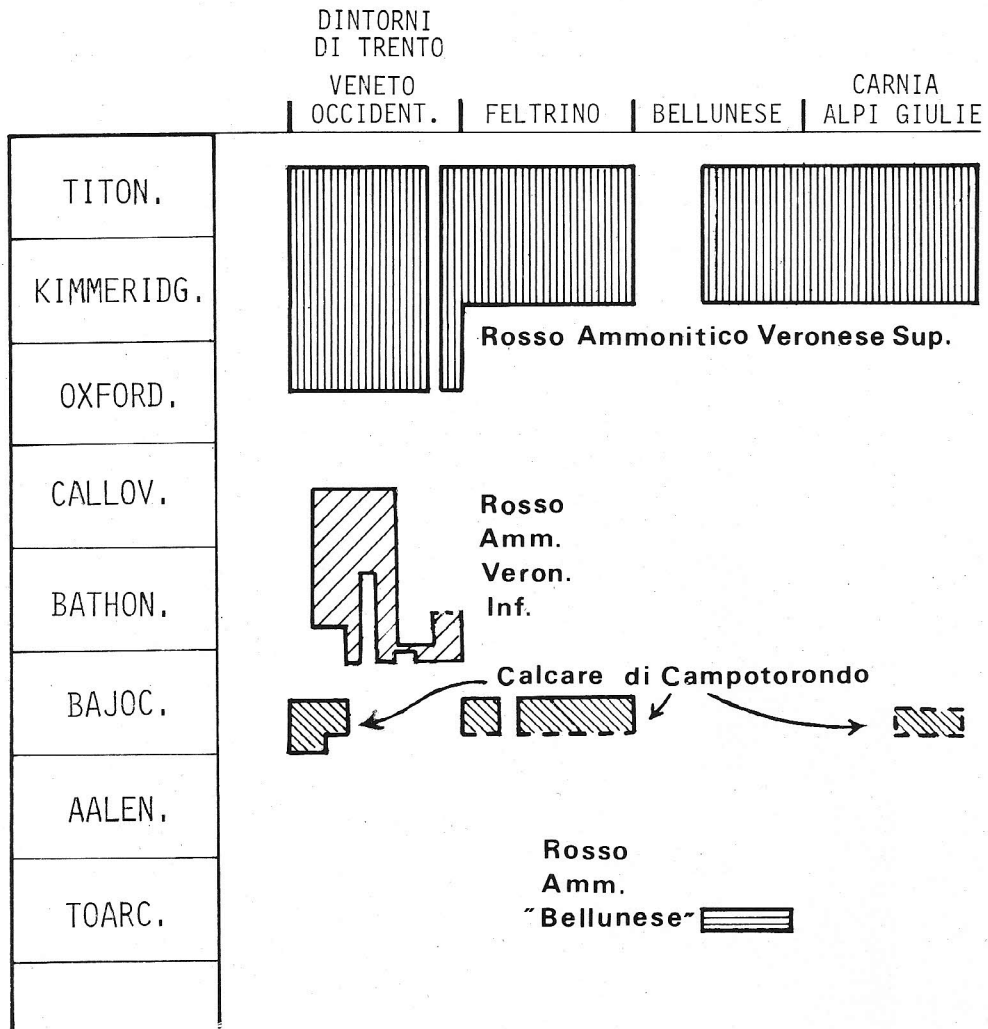 DINTORNI
DI TRENTO
VENETO
OCCIDENT.
FELTRINO
BELLUNESE
CARNIA
ALPI GIULIE
TITON.
KIMMERIDG.
OXFORD.
CALLOV.
BATHON.
BAJOC.
AALEN.
TOARC.
Rosso Ammonitico Veronese Sup.
Rosso
Amm.
Veron.
Inf.
Calcare di Campotorondo
Rosso
Amm.
"Bellunese"